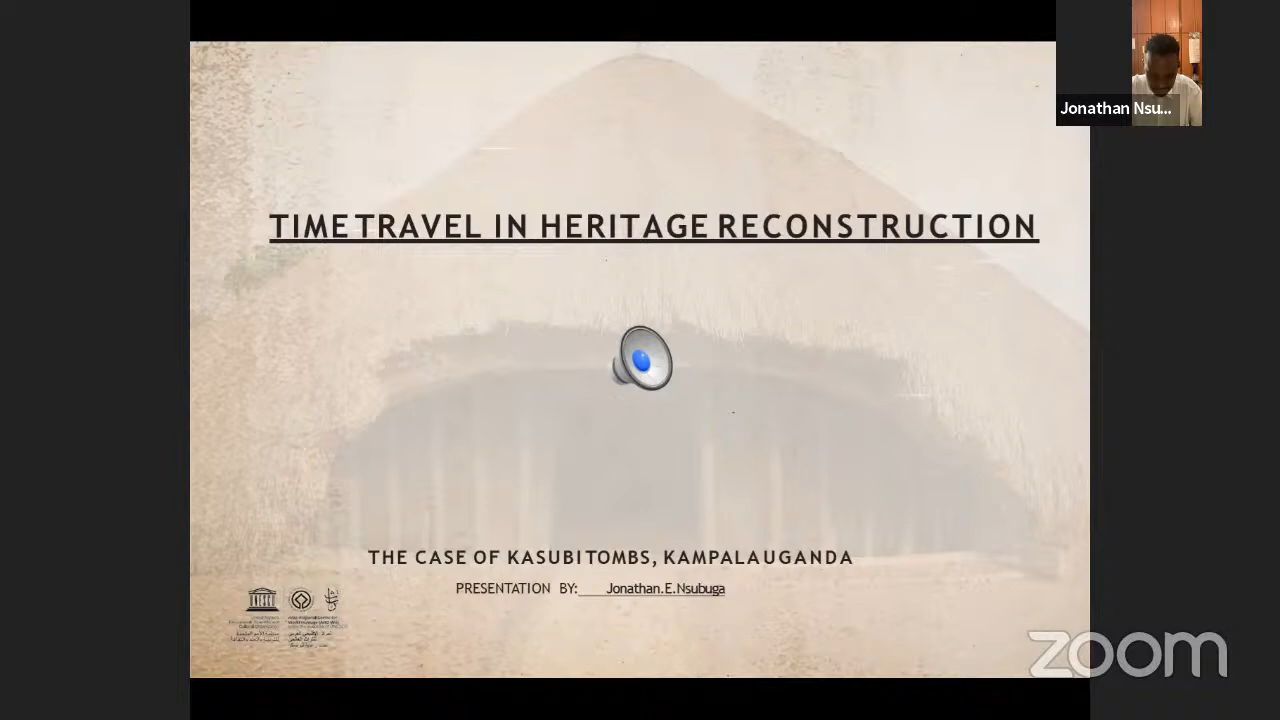 Jonathan Nsu...
TIME TRAVEL IN HERITAGE RECONSTRUCTION
THE CASE OF KASUBI TOMBS, KAMPALA UGANDA
PRESENTATION BY: Jonathan.E.Nsubuga
UNESCO
zoom